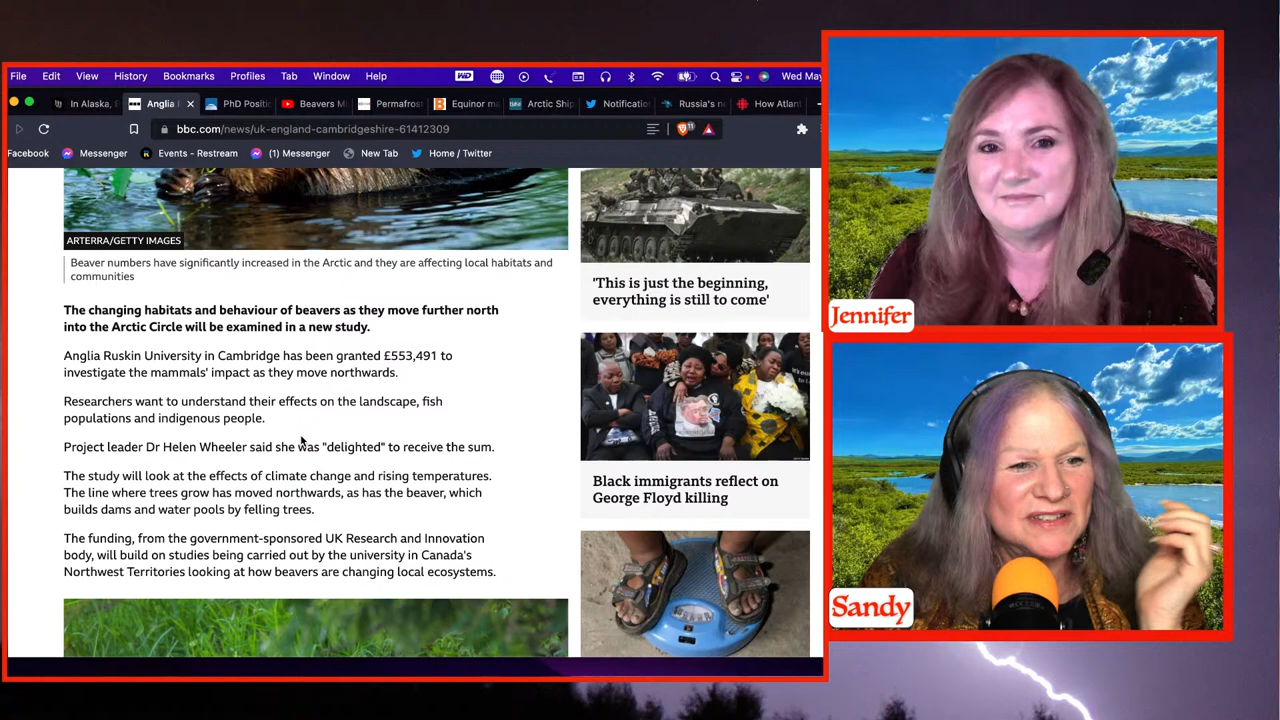 File Edit View History Bookmarks Profiles Tab Window Help WD Wed May
In Alaska, F Anglia PhD Positi Beavers M Permafros Equinor ma Arctic Ship Notificatio Russia's n How Atlant
bbc.com/news/uk-england-cambridgeshire-61412309 11
Facebook Messenger Events - Restream (1) Messenger New Tab Home / Twitter
ARTERRA/GETTY IMAGES
Beaver numbers have significantly increased in the Arctic and they are affecting local habitats and
communities
The changing habitats and behaviour of beavers as they move further north
into the Arctic Circle will be examined in a new study.
Anglia Ruskin University in Cambridge has been granted £553,491 to
investigate the mammals' impact as they move northwards.
Researchers want to understand their effects on the landscape, fish
populations and indigenous people.
Project leader Dr Helen Wheeler said she was "delighted" to receive the sum.
The study will look at the effects of climate change and rising temperatures.
The line where trees grow has moved northwards, as has the beaver, which
builds dams and water pools by felling trees.
The funding, from the government-sponsored UK Research and Innovation
body, will build on studies being carried out by the university in Canada's
Northwest Territories looking at how beavers are changing local ecosystems.
'This is just the beginning,
everything is still to come'
Black immigrants reflect on
George Floyd killing
Jennifer
Sandy